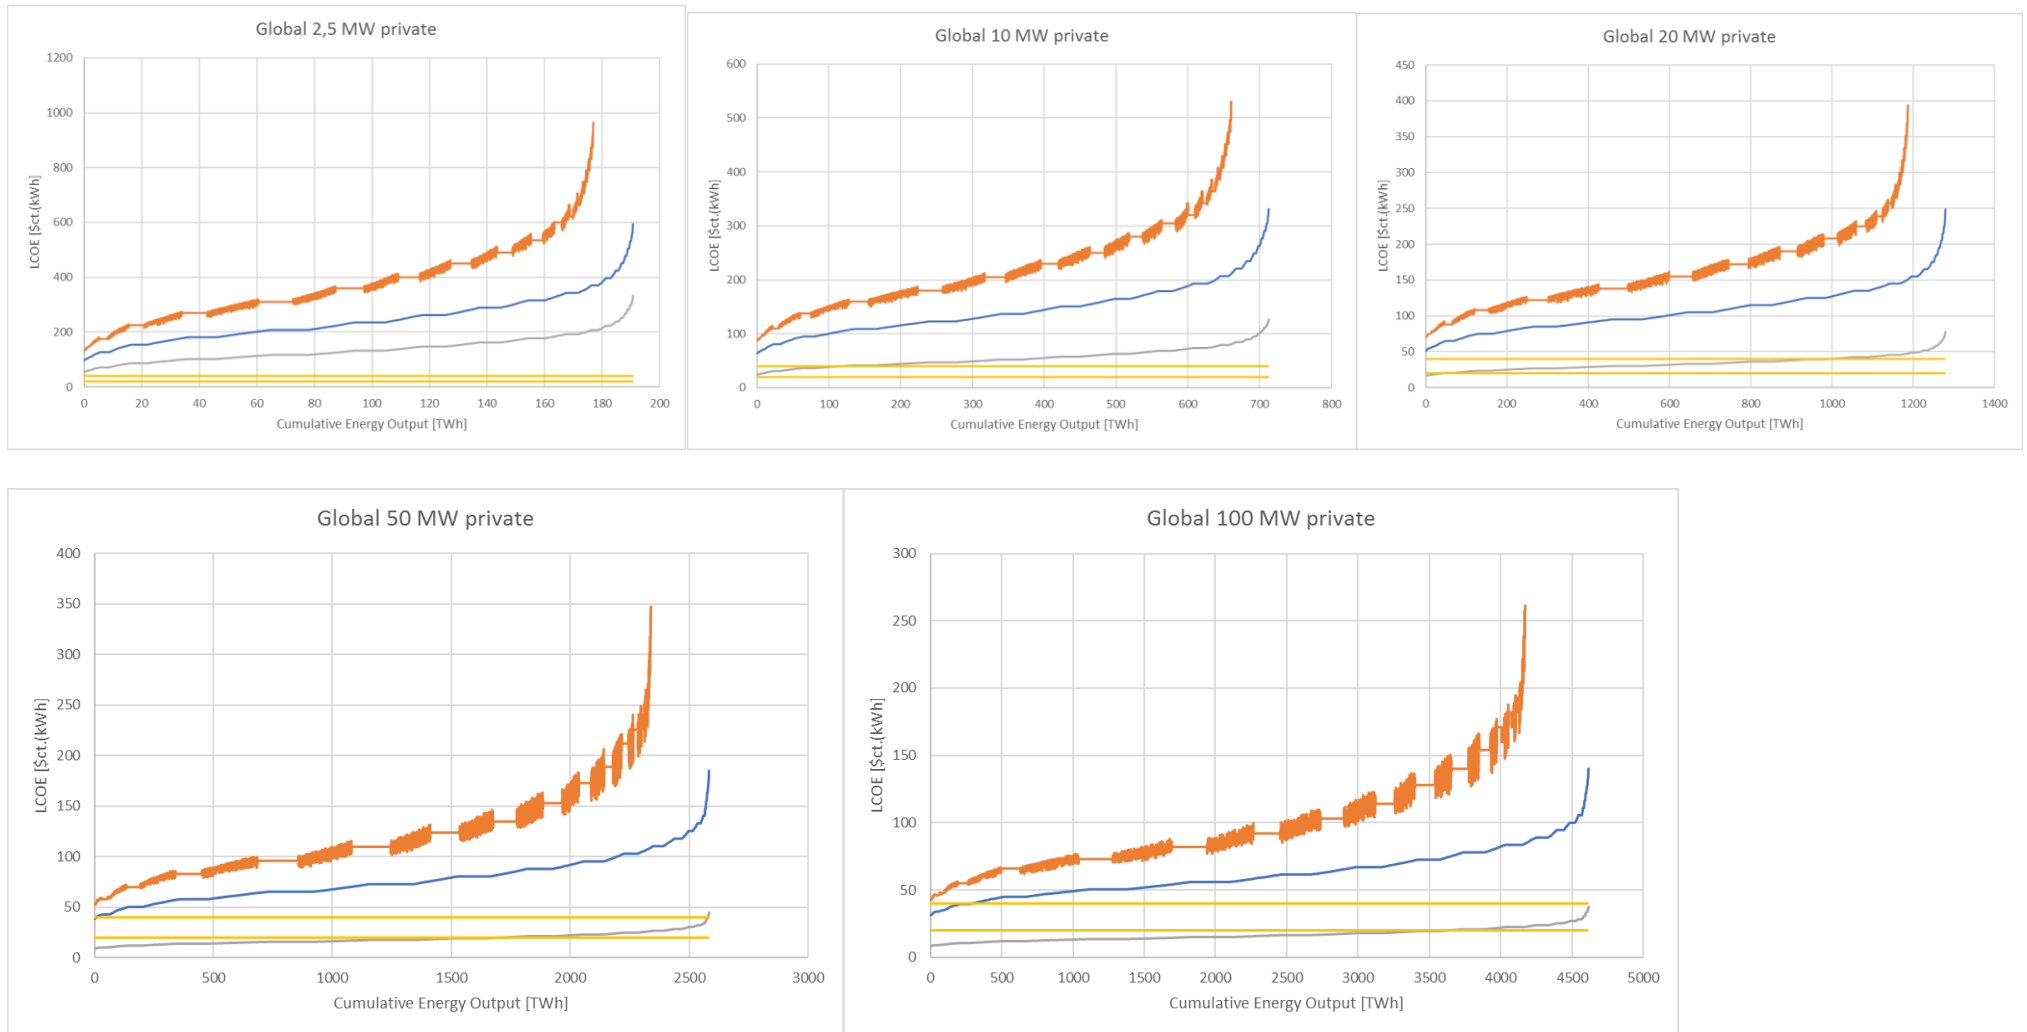 Global 2,5 MW private
LCOE [$ct.(kWh]
1200
1000
800
600
400
200
0
0 20 40 60 80 100 120 140 160 180 200
Cumulative Energy Output [TWh]
Global 10 MW private
LCOE [$ct.(kWh]
600
500
400
300
200
100
0
0 100 200 300 400 500 600 700 800
Cumulative Energy Output [TWh]
Global 20 MW private
LCOE [$ct.(kWh]
450
400
350
300
250
200
150
100
50
0
0 200 400 600 800 1000 1200 1400
Cumulative Energy Output [TWh]
Global 50 MW private
LCOE [$ct.(kWh]
400
350
300
250
200
150
100
50
0
0 500 1000 1500 2000 2500 3000
Cumulative Energy Output [TWh]
Global 100 MW private
LCOE [$ct.(kWh]
300
250
200
150
100
50
0
0 500 1000 1500 2000 2500 3000 3500 4000 4500 5000
Cumulative Energy Output [TWh]